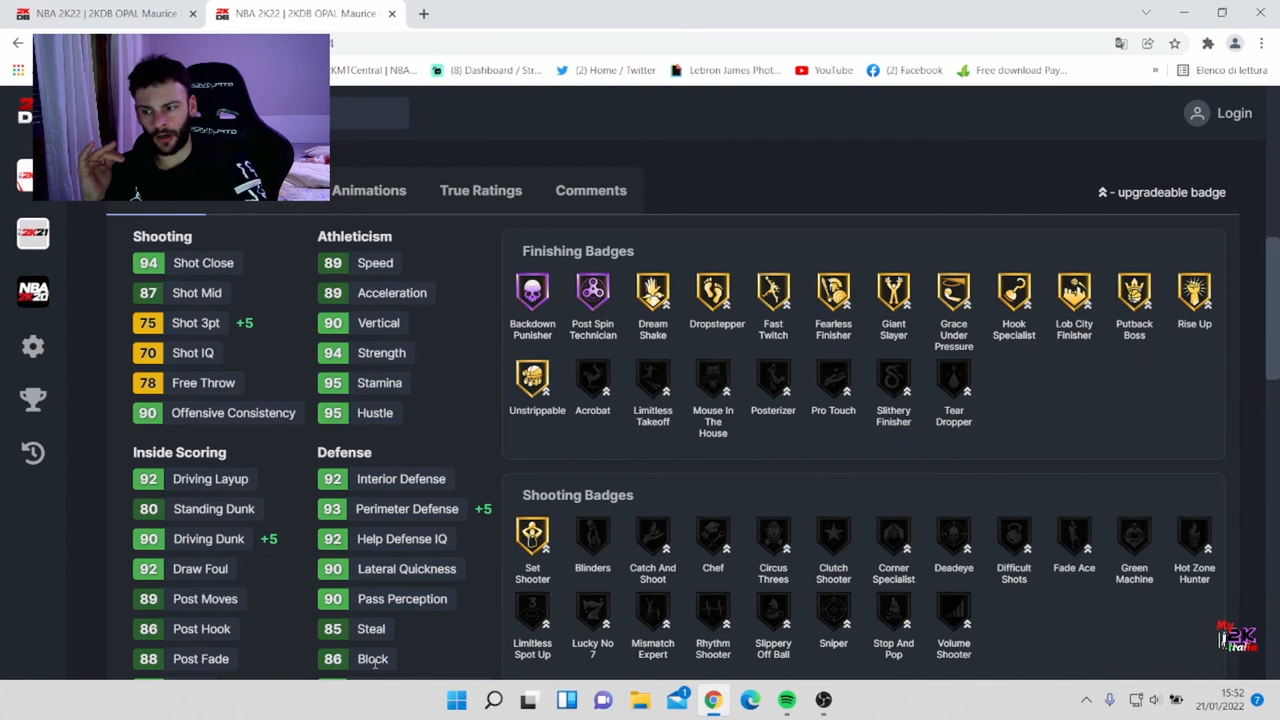 NBA 2K22 | 2KDB OPAL Maurice
NBA 2K22 | 2KDB OPAL Maurice
KMTCentral | NBA...
(8) Dashboard / Str...
(2) Home / Twitter
Lebron James Phot...
YouTube
(2) Facebook
Free download Pay...
Elenco di lettura
Login
Animations
True Ratings
Comments
- upgradeable badge
Shooting
94 Shot Close
87 Shot Mid
75 Shot 3pt +5
70 Shot IQ
78 Free Throw
90 Offensive Consistency
Athleticism
89 Speed
89 Acceleration
90 Vertical
94 Strength
95 Stamina
95 Hustle
Inside Scoring
92 Driving Layup
80 Standing Dunk
90 Driving Dunk +5
92 Draw Foul
89 Post Moves
86 Post Hook
88 Post Fade
Defense
92 Interior Defense
93 Perimeter Defense +5
92 Help Defense IQ
90 Lateral Quickness
90 Pass Perception
85 Steal
86 Block
Finishing Badges
Backdown Punisher
Post Spin Technician
Dream Shake
Dropstepper
Fast Twitch
Fearless Finisher
Giant Slayer
Grace Under Pressure
Hook Specialist
Lob City Finisher
Putback Boss
Rise Up
Unstrippable
Acrobat
Limitless Takeoff
Mouse In The House
Posterizer
Pro Touch
Slithery Finisher
Tear Dropper
Shooting Badges
Set Shooter
Blinders
Catch And Shoot
Chef
Circus Threes
Clutch Shooter
Corner Specialist
Deadeye
Difficult Shots
Fade Ace
Green Machine
Hot Zone Hunter
Limitless Spot Up
Lucky No 7
Mismatch Expert
Rhythm Shooter
Slippery Off Ball
Sniper
Stop And Pop
Volume Shooter
2K21
NBA 2K20
My 2K Italia
15:52
21/01/2022